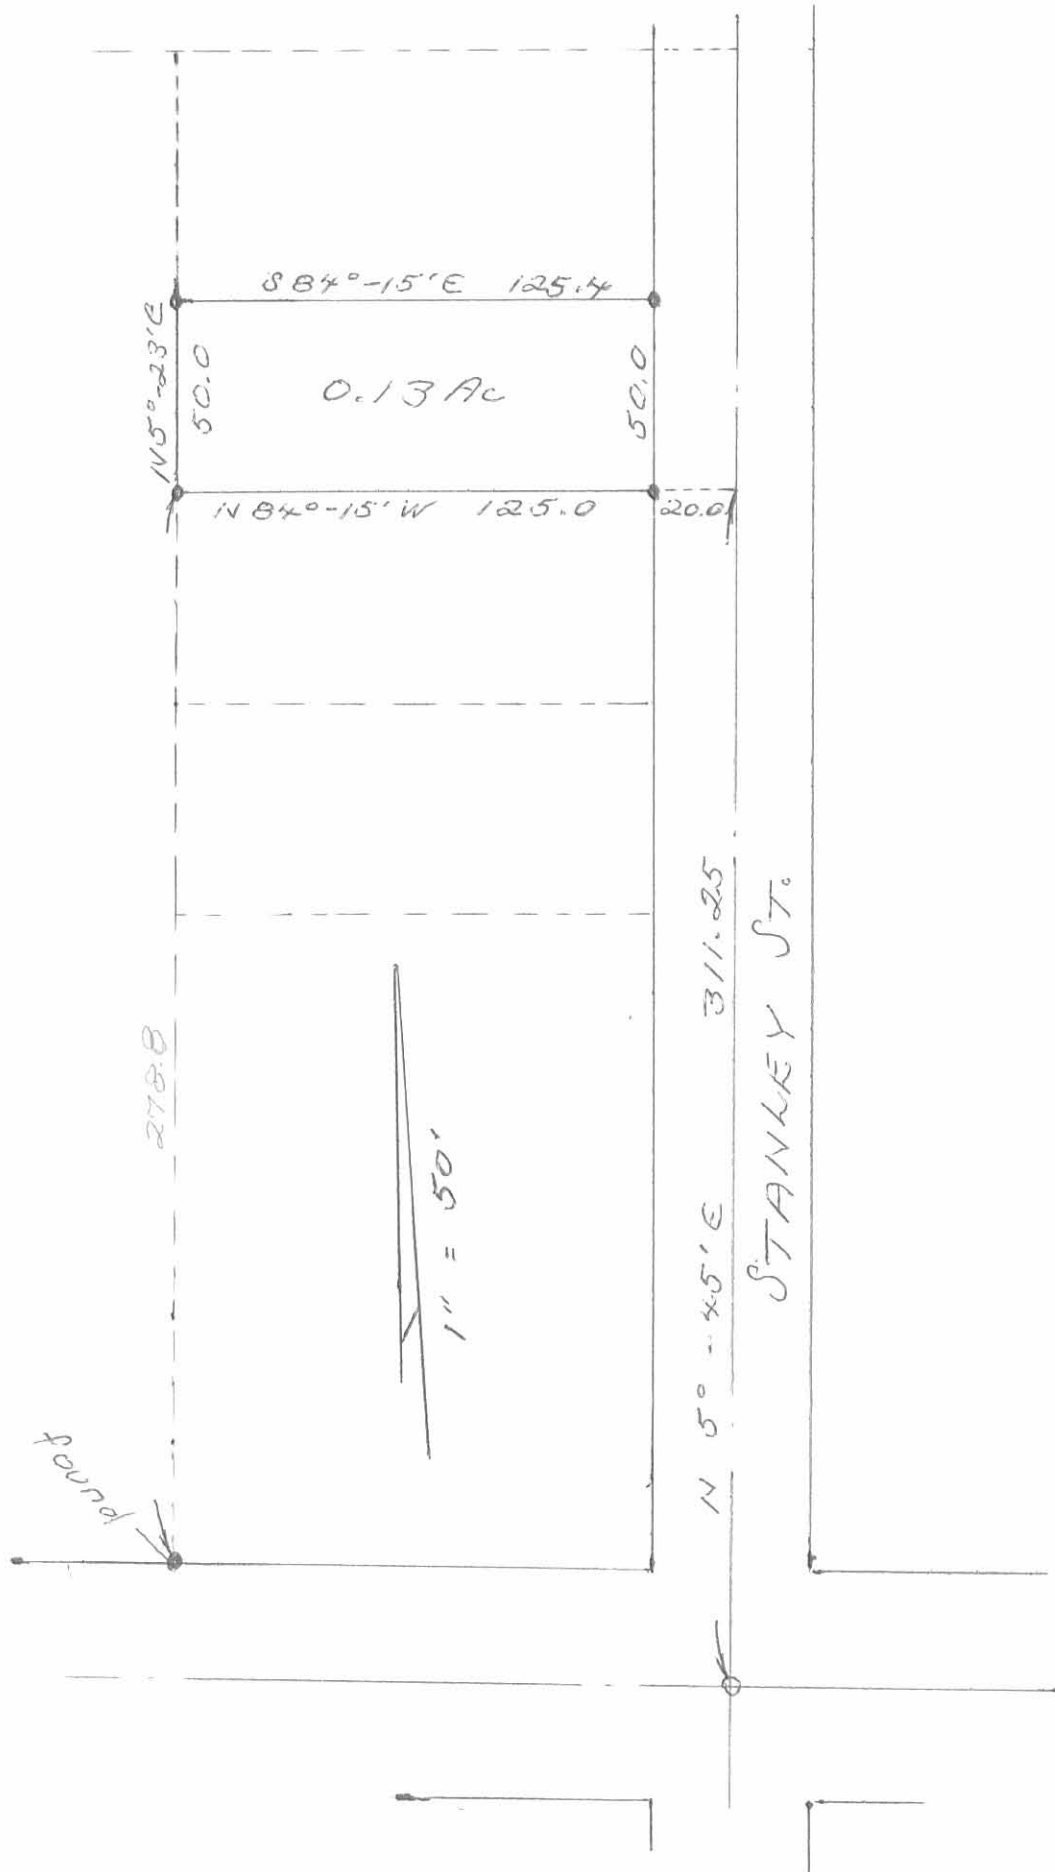 S 84°-15' E 125.4
N 5°-23' E
50.0
0.13 Ac
50.0
N 84°-15' W 125.0
20.0
311.25
N 5°-45' E
STANLEY ST.
278.8
1" = 50'
found